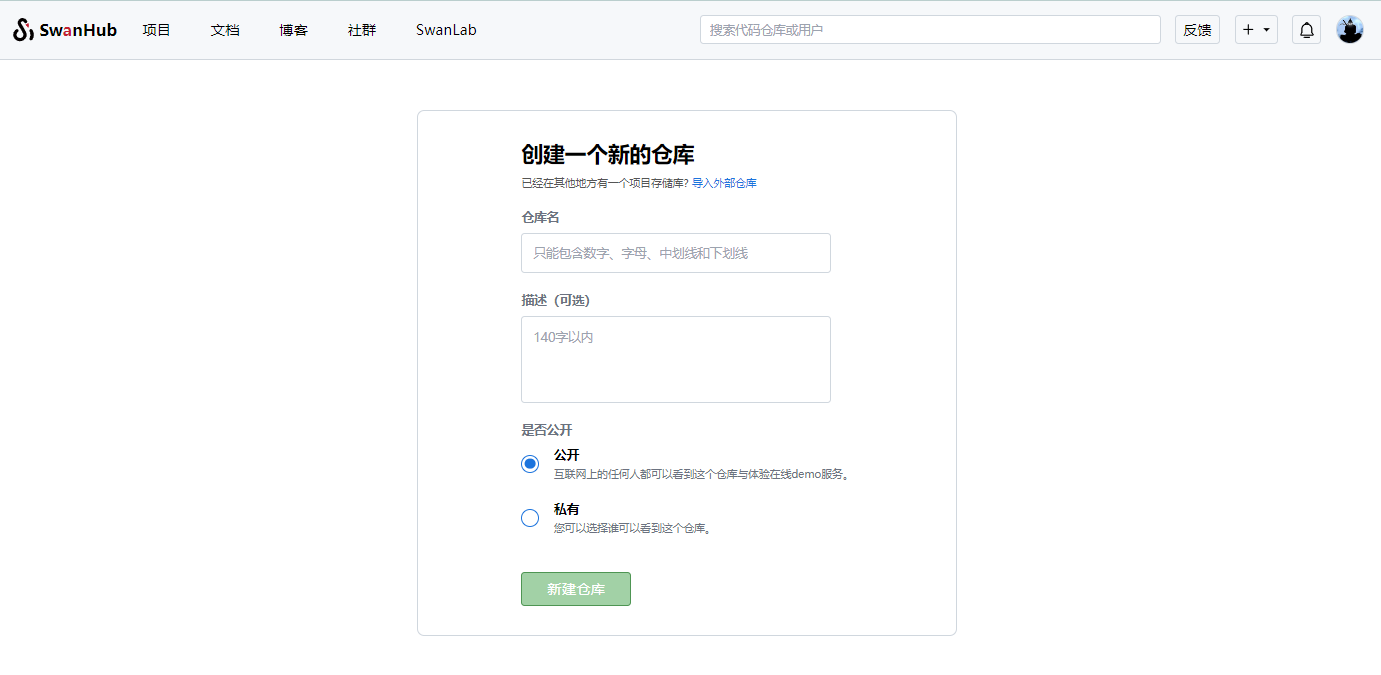 SwanHub 项目 文档 博客 社群 SwanLab 搜索代码仓库或用户 反馈
创建一个新的仓库
已经在其他地方有一个项目存储库? 导入外部仓库
仓库名
只能包含数字、字母、中划线和下划线
描述（可选）
140字以内
是否公开
公开
互联网上的任何人都可以看到这个仓库与体验在线demo服务。
私有
您可以选择谁可以看到这个仓库。
新建仓库